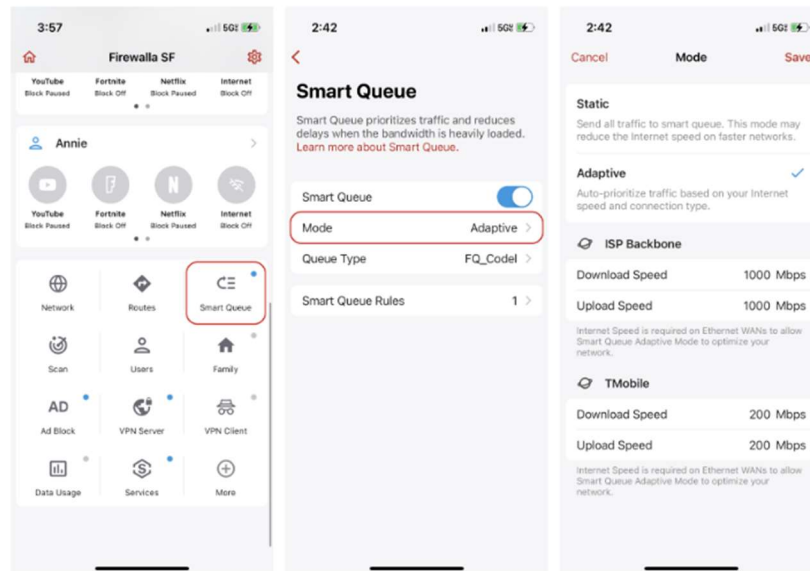 3:57
5G
Firewalla SF
YouTube Fortnite Netflix Internet
Block Paused Block Off Block Paused Block Off
Annie
YouTube Fortnite Netflix Internet
Block Paused Block Off Block Paused Block Off
Network Routes Smart Queue
Scan Users Family
AD
Ad Block VPN Server VPN Client
Data Usage Services More
2:42
5G
Smart Queue
Smart Queue prioritizes traffic and reduces
delays when the bandwidth is heavily loaded.
Learn more about Smart Queue.
Smart Queue
Mode Adaptive
Queue Type FQ_Codel
Smart Queue Rules 1
2:42
5G
Cancel Mode Save
Static
Send all traffic to smart queue. This mode may
reduce the Internet speed on faster networks.
Adaptive
Auto-prioritize traffic based on your Internet
speed and connection type.
ISP Backbone
Download Speed 1000 Mbps
Upload Speed 1000 Mbps
Internet Speed is required on Ethernet WANs to allow
Smart Queue Adaptive Mode to optimize your
network.
TMobile
Download Speed 200 Mbps
Upload Speed 200 Mbps
Internet Speed is required on Ethernet WANs to allow
Smart Queue Adaptive Mode to optimize your
network.